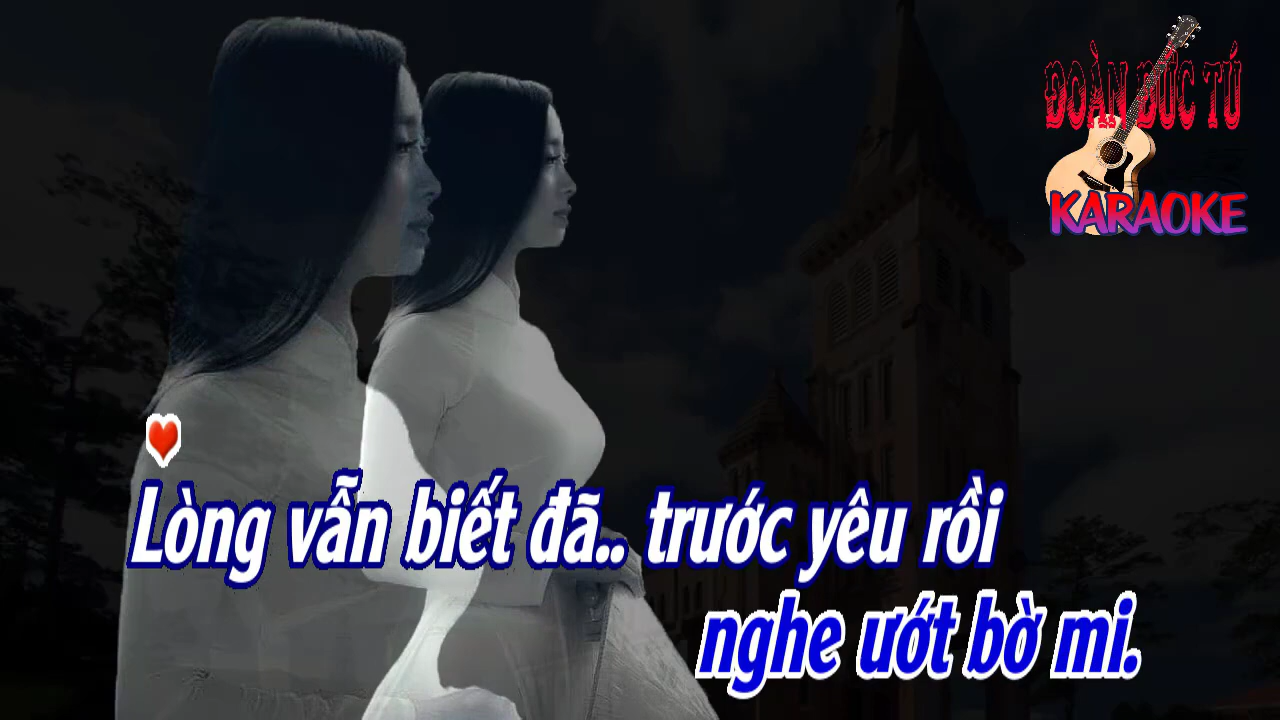 ĐOÀN ĐỨC TÚ
KARAOKE
Lòng vẫn biết đã.. trước yêu rồi
nghe ướt bờ mi.